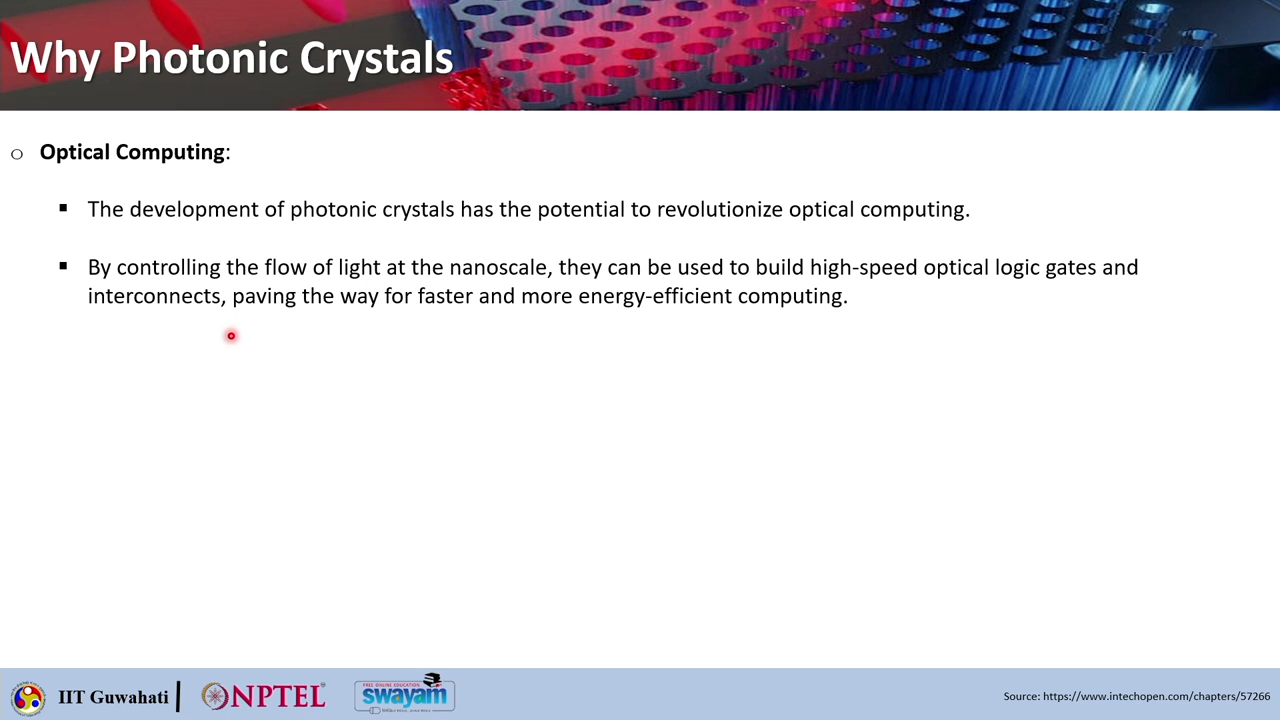 Why Photonic Crystals
Optical Computing:
The development of photonic crystals has the potential to revolutionize optical computing.
By controlling the flow of light at the nanoscale, they can be used to build high-speed optical logic gates and
interconnects, paving the way for faster and more energy-efficient computing.
IIT Guwahati
NPTEL
FREE ONLINE EDUCATION
swayam
Source: https://www.intechopen.com/chapters/57266